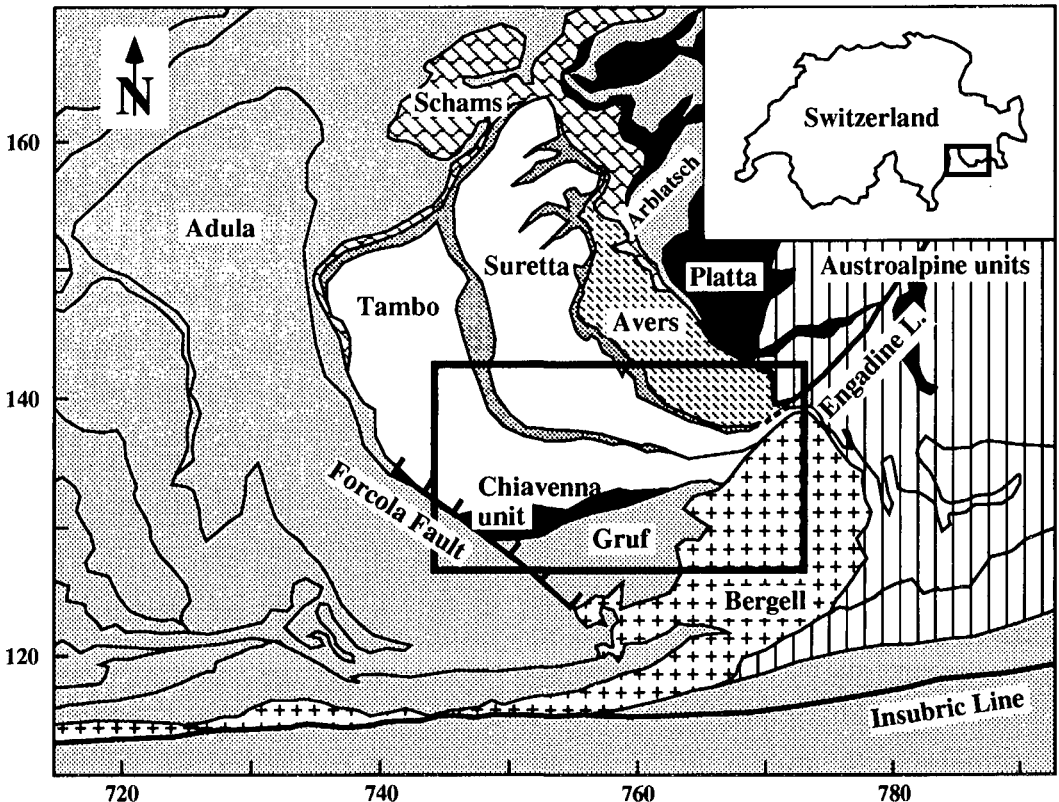 N
Schams
Switzerland
160
Arblatsch
Adula
Suretta
Platta
Austroalpine units
Tambo
Avers
Engadine L.
140
Forcola Fault
Chiavenna
unit
Gruf
Bergell
120
Insubric Line
720
740
760
780